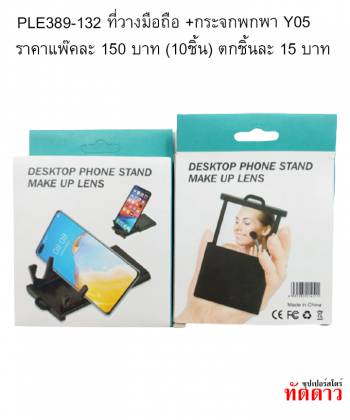 PLE389-132 ที่วางมือถือ +กระจกพกพา Y05
ราคาแพ๊คละ 150 บาท (10ชิ้น) ตกชิ้นละ 15 บาท
DESKTOP PHONE STAND
MAKE UP LENS
08:08
DESKTOP PHONE STAND
MAKE UP LENS
Made in China
CE
ซุปเปอร์สโตร์
ทัดดาว